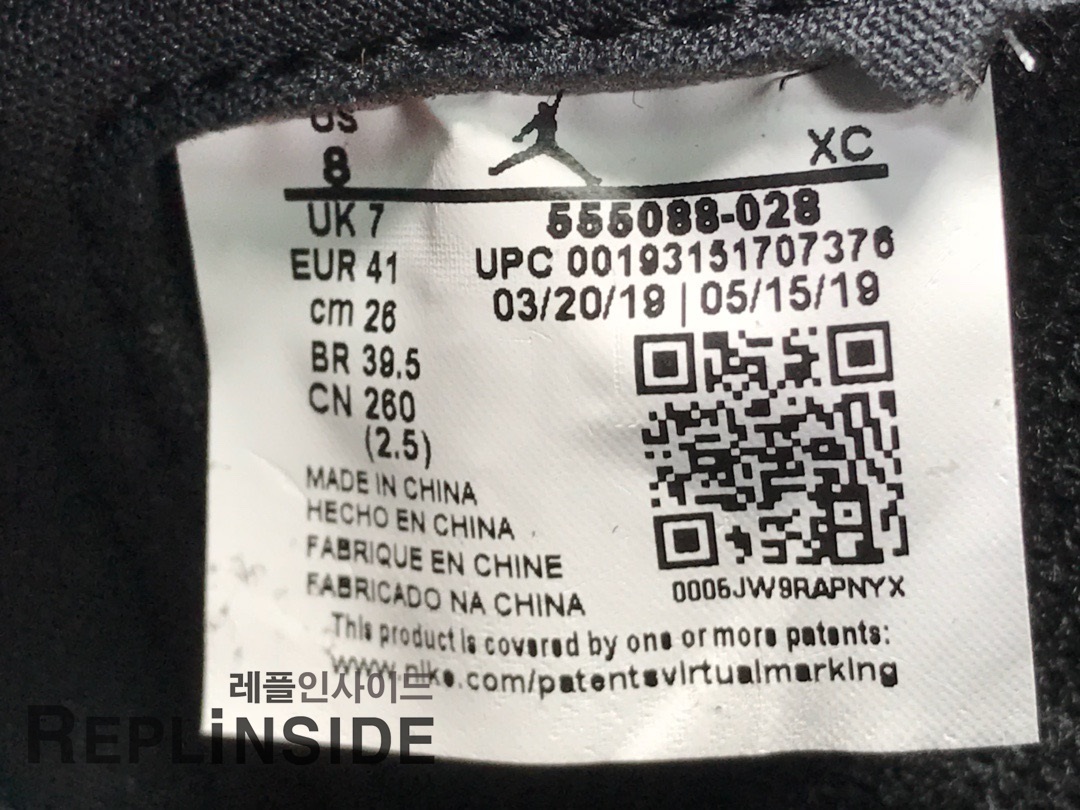 US
8
XC
UK 7
EUR 41
cm 26
BR 39.5
CN 260
(2.5)
555088-028
UPC 00193151707376
03/20/19 | 05/15/19
0006JW9RAPNYX
MADE IN CHINA
HECHO EN CHINA
FABRIQUE EN CHINE
FABRICADO NA CHINA
This product is covered by one or more patents:
www.nike.com/patentsvirtualmarking
레플인사이드
REPLiNSIDE